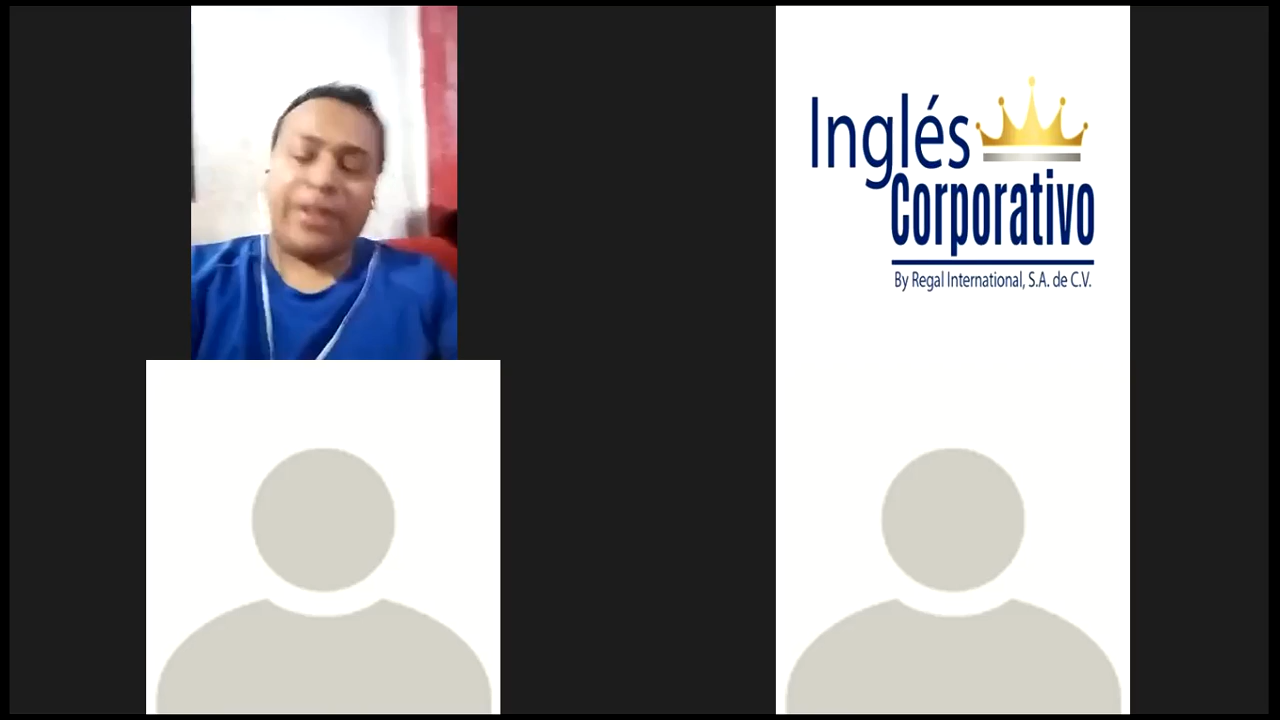 Inglés
Corporativo
By Regal International, S.A. de C.V.